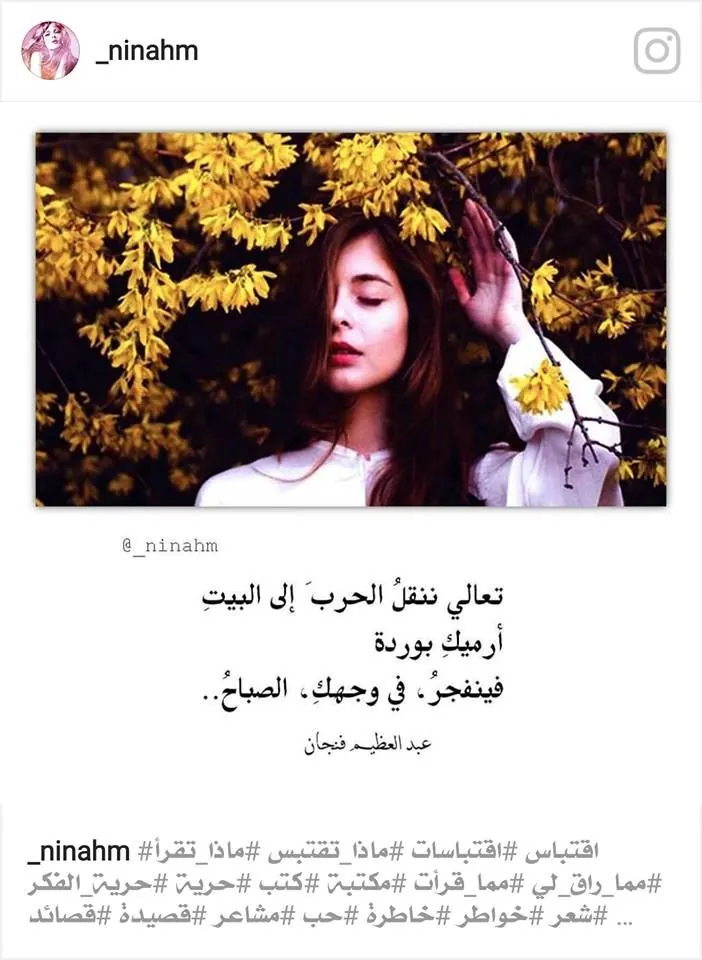 _ninahm
@_ninahm
تعالي ننقلُ الحربَ إلى البيتِ
أرميكِ بوردة
فينفجرُ، في وجهكِ، الصباحُ..
عبد العظيم فنجان
_ninahm #اقتباس #اقتباسات #ماذا_تقتبس #ماذا_تقرأ
#مما_راق_لي #مما_قرأت #مكتبة #كتب #حرية #حرية_الفكر
#شعر #خواطر #خاطرة #حب #مشاعر #قصيدة #قصائد ...